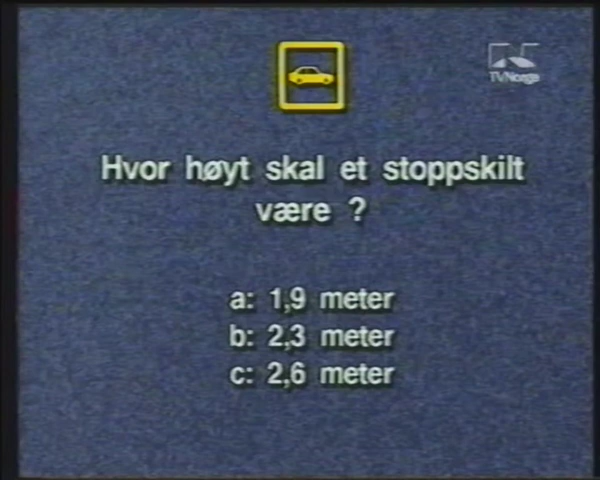 TVNorge
Hvor høyt skal et stoppskilt
være ?
a: 1,9 meter
b: 2,3 meter
c: 2,6 meter